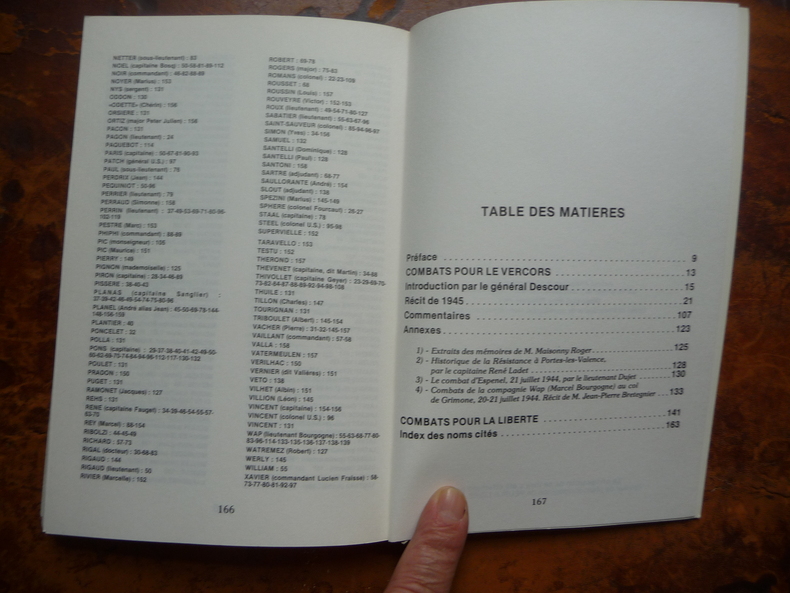 NETTER (sous-lieutenant) : 83
NOEL (capitaine Boug) : 50-58-81-89-112
NOIR (commandant) : 46-82-88-89
NOYER (Marius) : 153
NYS (sergent) : 131
ODDON : 130
«ODETTE» (Chérin) : 108
ORBIERE : 131
ORTIZ (major Peter Julien) : 156
PACON : 131
PAGON (lieutenant) : 24
PAQUEBOT : 114
PARIS (capitaine) : 50-57-81-90-93
PATCH (général U.S.) : 97
PAUL (sous-lieutenant) : 76
PERDRIX (Jean) : 144
PEQUINIOT : 50-96
PERRIER (lieutenant) : 78
PERRAUD (Simonne) : 158
PERRIN (lieutenant) : 37-49-53-69-71-80-96-
102-119
PESTRE (Marc) : 153
PHIPHI (commandant) : 88-89
PIC (monseigneur) : 105
PIC (Maurice) : 151
PIERRY : 149
PIGNON (mademoiselle) : 125
PIRON (capitaine) : 29-34-46-69
PISSERE : 38-40-43
PLANAS (capitaine Sanglier) :
37-39-42-46-49-54-74-75-80-96
PLANEL (André alias Jean) : 45-50-69-78-144-
148-156-159
PLANTIER : 40
PONCELET : 32
POLLA : 131
PONS (capitaine) : 29-37-38-40-41-42-49-50-
60-62-69-70-74-84-94-96-112-117-130-132
POULET : 131
PRADON : 150
PUGET : 131
RAMONET (Jacques) : 127
REHS : 131
RENE (capitaine Fauget) : 34-38-46-54-55-57-
63-70
REY (Marcel) : 88-154
RIBOLZI : 44-45-49
RICHARD : 57-73
RIGAL (docteur) : 30-66-83
RIGAUD : 144
RIGAUD (lieutenant) : 50
RIVIER (Marcelle) : 152
ROBERT : 69-78
ROGERS (major) : 75-83
ROMANS (colonel) : 22-23-109
ROUSSET : 68
ROUSSIN (Louis) : 157
ROUVEYRE (Victor) : 152-153
ROUX (lieutenant) : 49-54-71-80-127
SABATIER (lieutenant) : 55-63-67-96
SAINT-SAUVEUR (colonel) : 85-94-96-97
SIMON (Yves) : 54-156
SAMUEL : 152
SANTELLI (Dominique) : 128
SANTELLI (Paul) : 128
SANTONI : 158
SARTRE (adjudant) : 68-77
SAULLORANTE (André) : 154
SLOUT (adjudant) : 138
SPEZINI (Marius) : 145-149
SPHERE (colonel Fourcaud) : 26-27
STAAL (capitaine) : 78
STEEL (colonel U.S.) : 95-98
SUPERVIELLE : 152
TARAVELLO : 153
TESTU : 152
THEROND : 157
THEVENET (capitaine, dit Martin) : 34-68
THIVOLLET (capitaine Geyer) : 23-29-69-70-
73-82-84-87-88-89-92-94-96-108
THUILE : 131
TILLON (Charles) : 147
TOURIGNAN : 131
TRIBOULET (Albert) : 145-154
VACHER (Pierre) : 31-32-145-157
VAILLANT (commandant) : 57-58
VALLA : 158
VATERMEULEN : 157
VERILHAC : 150
VERNIER (dit Vallères) : 151
VETO : 138
VILHET (Albin) : 151
VILLION (Léon) : 145
VINCENT (capitaine) : 154-156
VINCENT (colonel U.S.) : 96
VINCENT : 131
WAP (lieutenant Bourgogne) : 55-63-68-77-80-
83-96-114-133-135-136-137-138-139
WATREMEZ (Robert) : 127
WERLY : 145
WILLIAM : 55
XAVIER (commandant Lucien Fraisse) : 58-
73-77-80-81-92-97
166
TABLE DES MATIERES
Préface 9
COMBATS POUR LE VERCORS 13
Introduction par le général Descour 15
Récit de 1945 21
Commentaires 107
Annexes 123
1) - Extraits des mémoires de M. Maisonny Roger 125
2) - Historique de la Résistance à Portes-les-Valence,
par le capitaine René Ladet 128
3) - Le combat d'Espenel, 21 juillet 1944, par le lieutenant Dujet 130
4) - Combats de la compagnie Wap (Marcel Bourgogne) au col
de Grimone, 20-21 juillet 1944. Récit de M. Jean-Pierre Bretegnier 133
COMBATS POUR LA LIBERTE 141
Index des noms cités 163
167